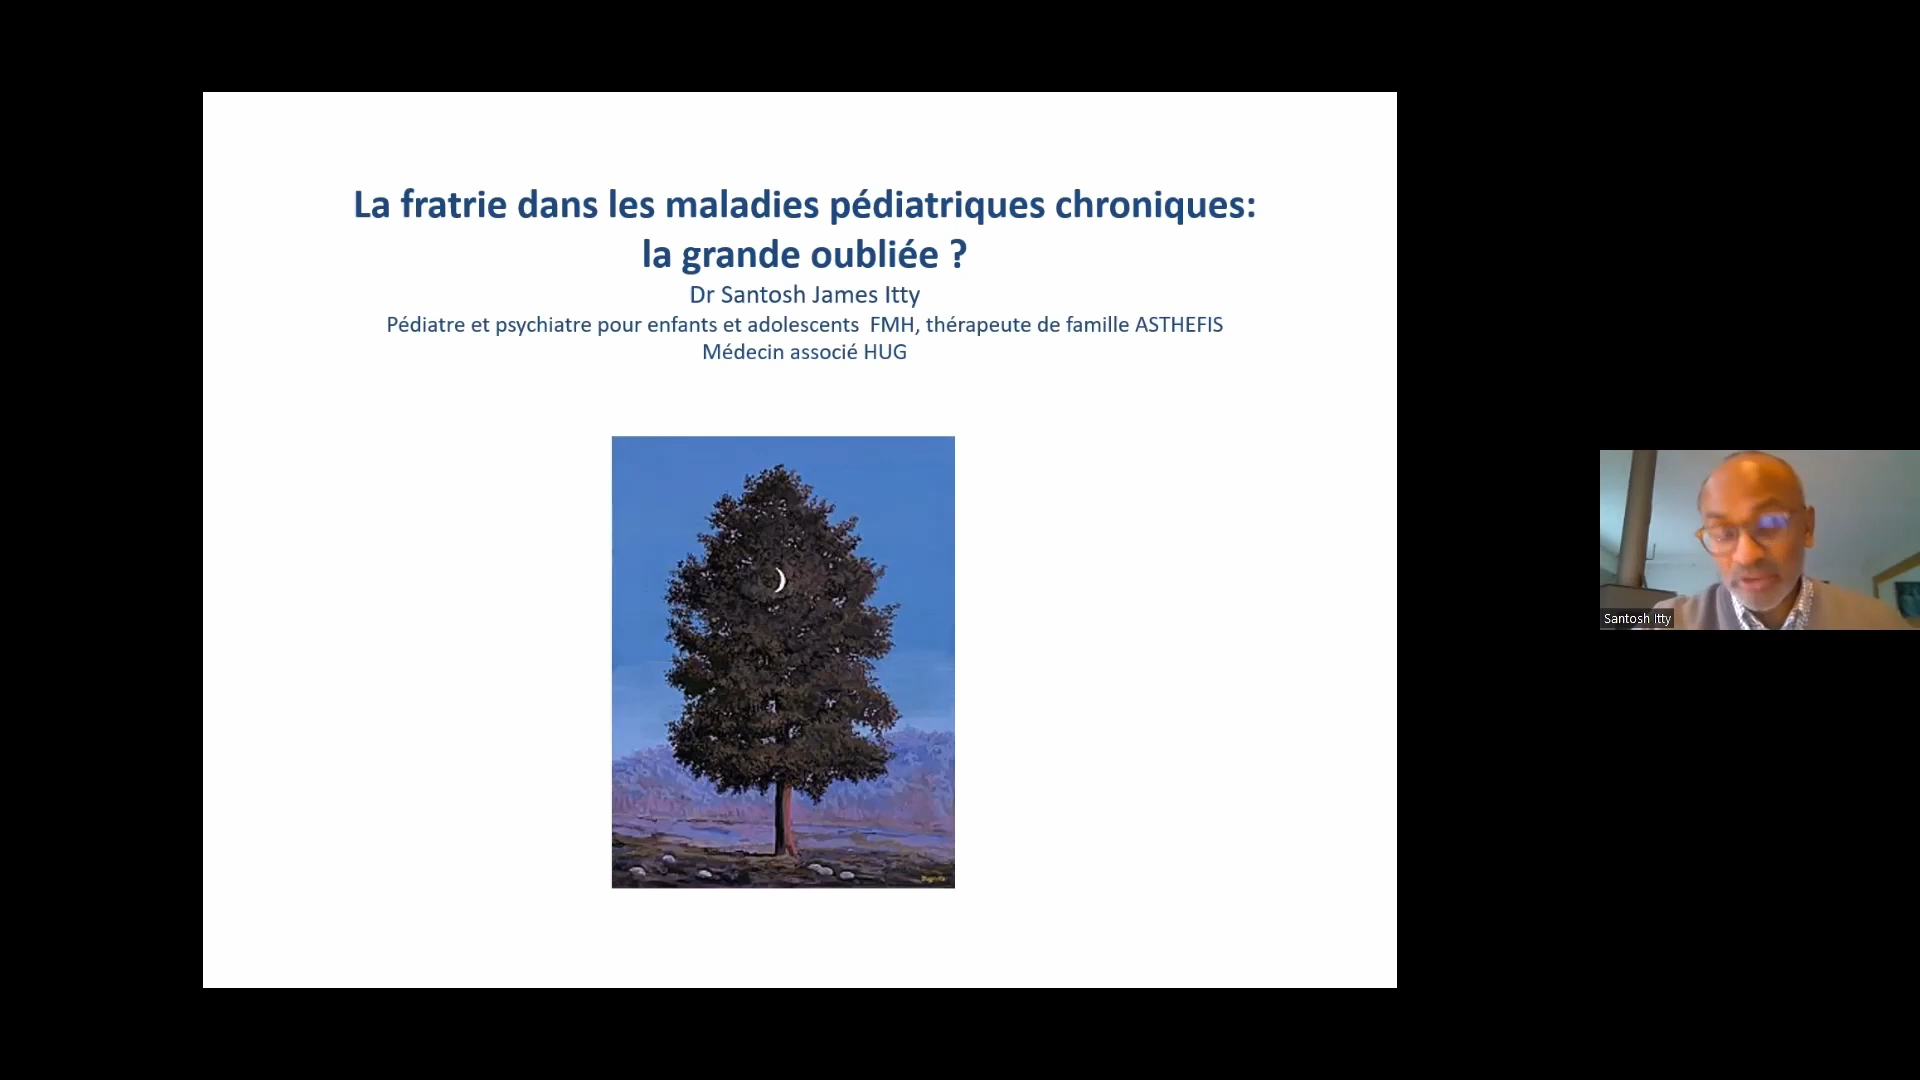 La fratrie dans les maladies pédiatriques chroniques:
la grande oubliée ?
Dr Santosh James Itty
Pédiatre et psychiatre pour enfants et adolescents  FMH, thérapeute de famille ASTHEFIS
Médecin associé HUG
Santosh Itty